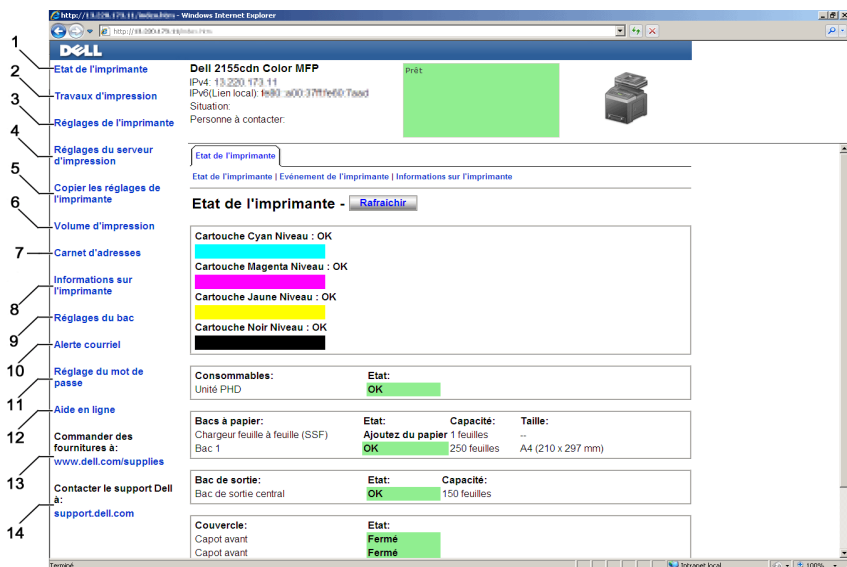 http:// - Windows Internet Explorer
DELL
1
Etat de l'imprimante
2
Travaux d'impression
3
Réglages de l'imprimante
4
Réglages du serveur
d'impression
5
Copier les réglages de
l'imprimante
6
Volume d'impression
7
Carnet d'adresses
8
Informations sur
l'imprimante
9
Réglages du bac
10
Alerte courriel
11
Réglage du mot de
passe
12
Aide en ligne
13
Commander des
fournitures à:
www.dell.com/supplies
14
Contacter le support Dell
à:
support.dell.com
Dell 2155cdn Color MFP
IPv4:
IPv6(Lien local):
Situation:
Personne à contacter:
Prêt
Etat de l'imprimante
Etat de l'imprimante | Evénement de l'imprimante | Informations sur l'imprimante
Etat de l'imprimante - Rafraichir
Cartouche Cyan Niveau : OK
Cartouche Magenta Niveau : OK
Cartouche Jaune Niveau : OK
Cartouche Noir Niveau : OK
Consommables: Etat:
Unité PHD OK
Bacs à papier: Etat: Capacité: Taille:
Chargeur feuille à feuille (SSF) Ajoutez du papier 1 feuilles --
Bac 1 OK 250 feuilles A4 (210 x 297 mm)
Bac de sortie: Etat: Capacité:
Bac de sortie central OK 150 feuilles
Couvercle: Etat:
Capot avant Fermé
Capot avant Fermé
Terminé Intranet local 100%